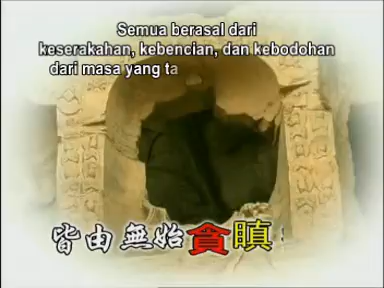 Semua berasal dari
keserakahan, kebencian, dan kebodohan
dari masa yang ta
皆由無始貪瞋